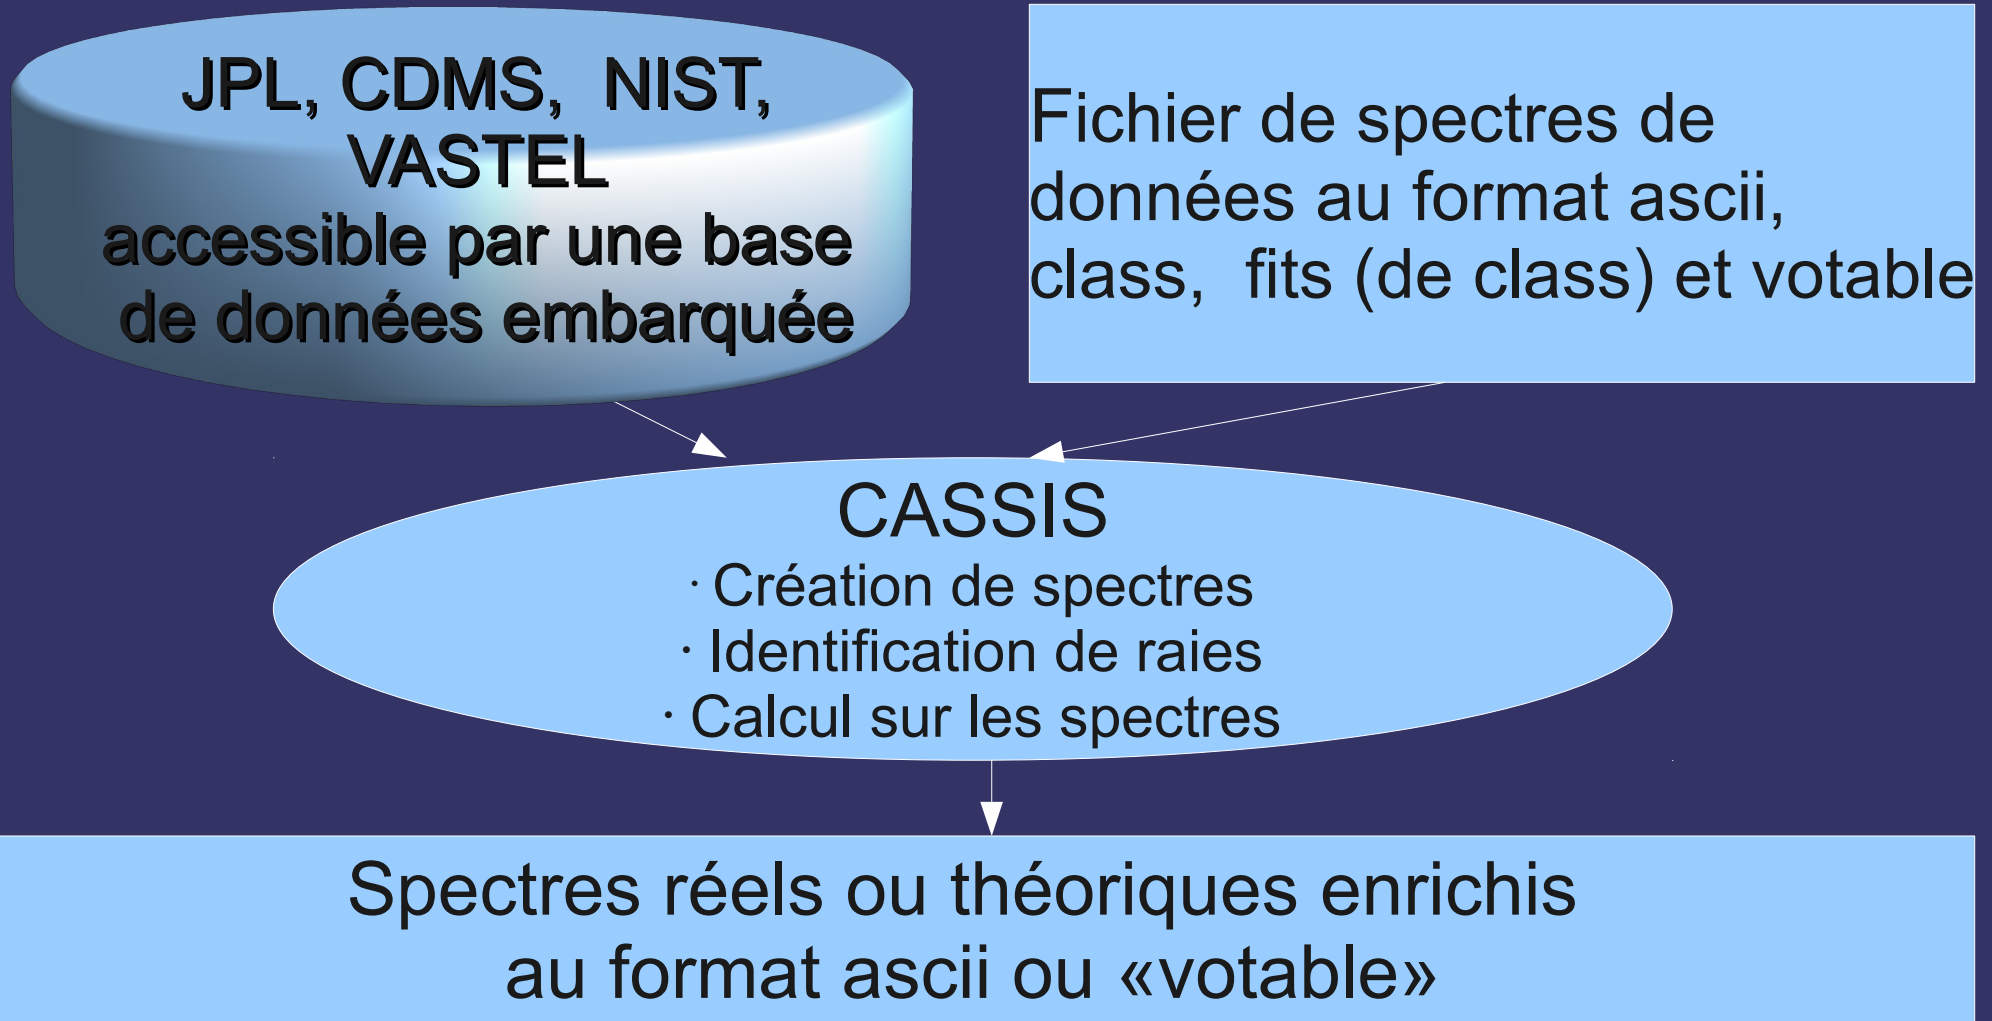 JPL, CDMS, NIST,
VASTEL
accessible par une base
de données embarquée
Fichier de spectres de
données au format ascii,
class, fits (de class) et votable
CASSIS
· Création de spectres
· Identification de raies
· Calcul sur les spectres
Spectres réels ou théoriques enrichis
au format ascii ou «votable»